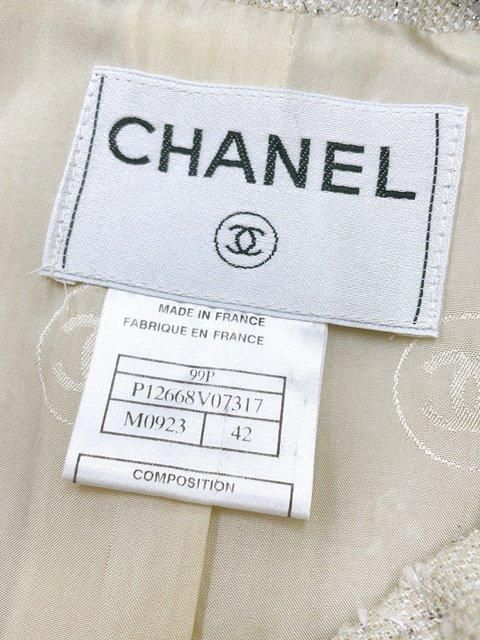 CHANEL
MADE IN FRANCE
FABRIQUE EN FRANCE
99P
P12668V07317
M0923 42
COMPOSITION